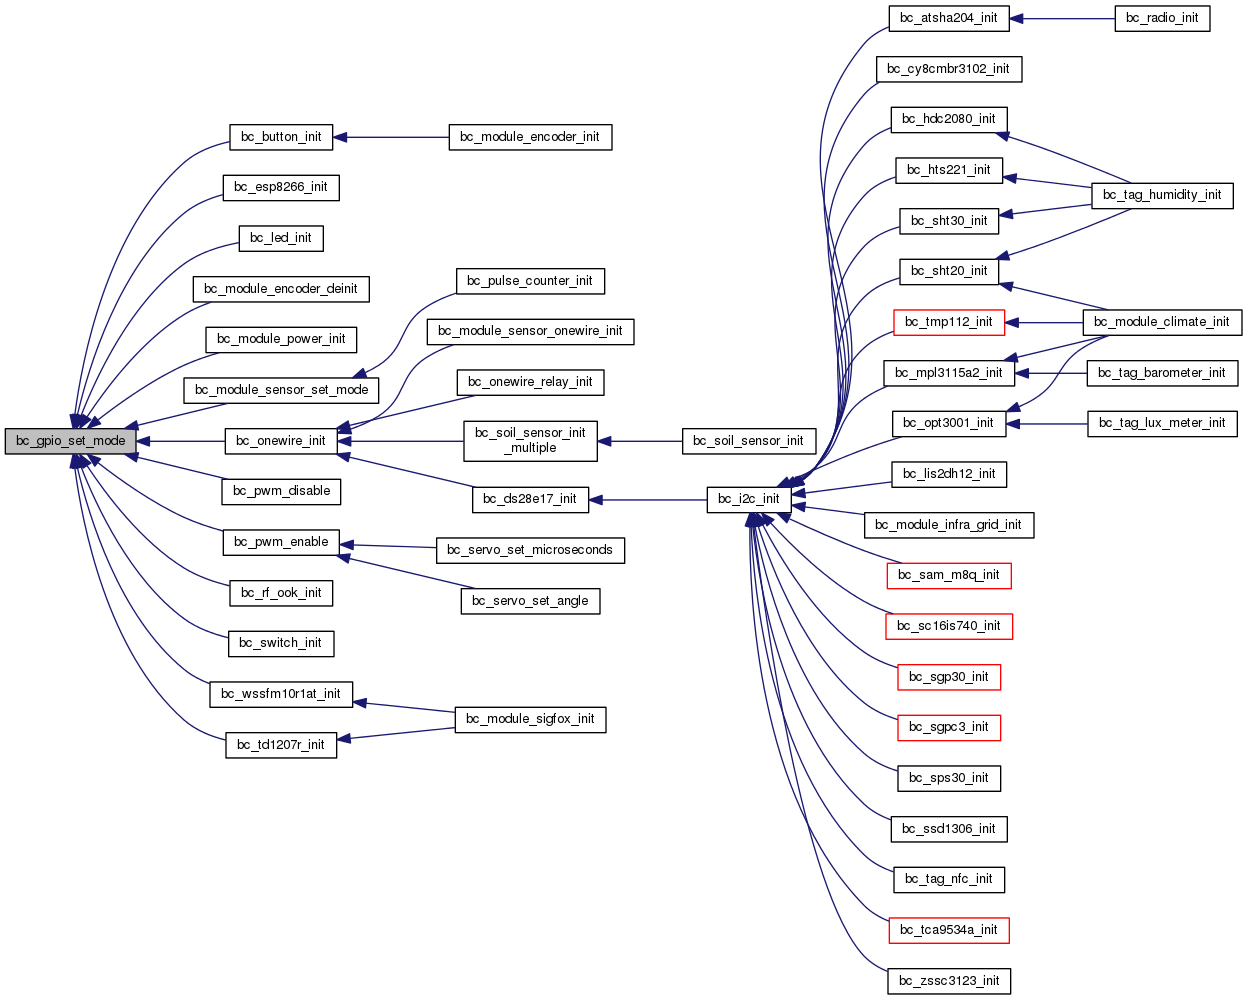 bc_gpio_set_mode
bc_button_init
bc_module_encoder_init
bc_esp8266_init
bc_led_init
bc_module_encoder_deinit
bc_module_power_init
bc_module_sensor_set_mode
bc_pulse_counter_init
bc_onewire_init
bc_module_sensor_onewire_init
bc_onewire_relay_init
bc_soil_sensor_init
_multiple
bc_soil_sensor_init
bc_ds28e17_init
bc_i2c_init
bc_atsha204_init
bc_radio_init
bc_cy8cmbr3102_init
bc_hdc2080_init
bc_hts221_init
bc_tag_humidity_init
bc_sht30_init
bc_sht20_init
bc_tmp112_init
bc_module_climate_init
bc_mpl3115a2_init
bc_tag_barometer_init
bc_opt3001_init
bc_tag_lux_meter_init
bc_lis2dh12_init
bc_module_infra_grid_init
bc_sam_m8q_init
bc_sc16is740_init
bc_sgp30_init
bc_sgpc3_init
bc_sps30_init
bc_ssd1306_init
bc_tag_nfc_init
bc_tca9534a_init
bc_zssc3123_init
bc_pwm_disable
bc_pwm_enable
bc_servo_set_microseconds
bc_servo_set_angle
bc_rf_ook_init
bc_switch_init
bc_wssfm10r1at_init
bc_module_sigfox_init
bc_td1207r_init